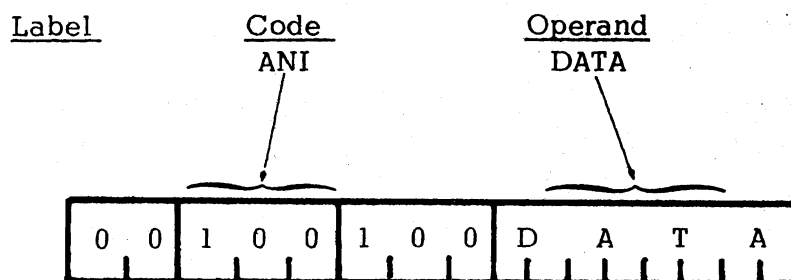 Label Code Operand
ANI DATA
0 0 1 0 0 1 0 0 D A T A